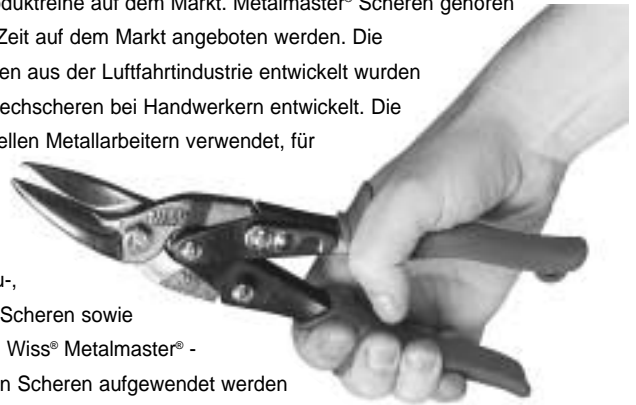 oduktreihe auf dem Markt. Metalmaster® Scheren gehören
Zeit auf dem Markt angeboten werden. Die
en aus der Luftfahrtindustrie entwickelt wurden
echscheren bei Handwerkern entwickelt. Die
ellen Metallarbeitern verwendet, für
u-,
Scheren sowie
Wiss® Metalmaster® -
n Scheren aufgewendet werden